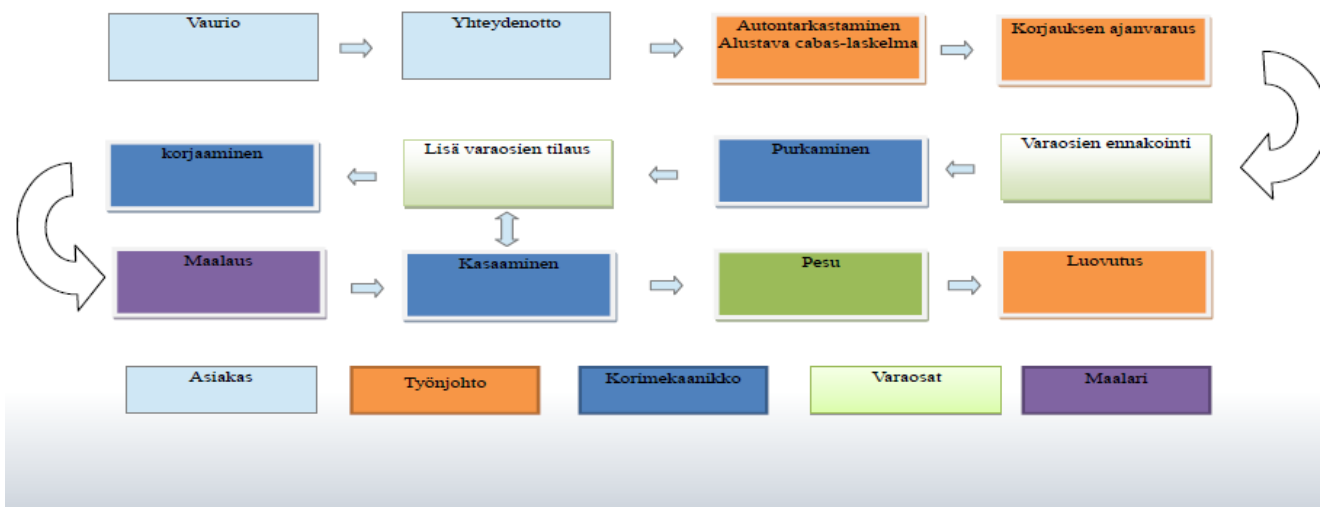 Vaurio
Yhteydenotto
Autontarkastaminen
Alustava cabas-laskelma
Korjauksen ajanvaraus
korjaaminen
Lisä varaosien tilaus
Purkaminen
Varaosien ennakointi
Maalaus
Kasaaminen
Pesu
Luovutus
Asiakas
Työnjohto
Korimekaanikko
Varaosat
Maalari